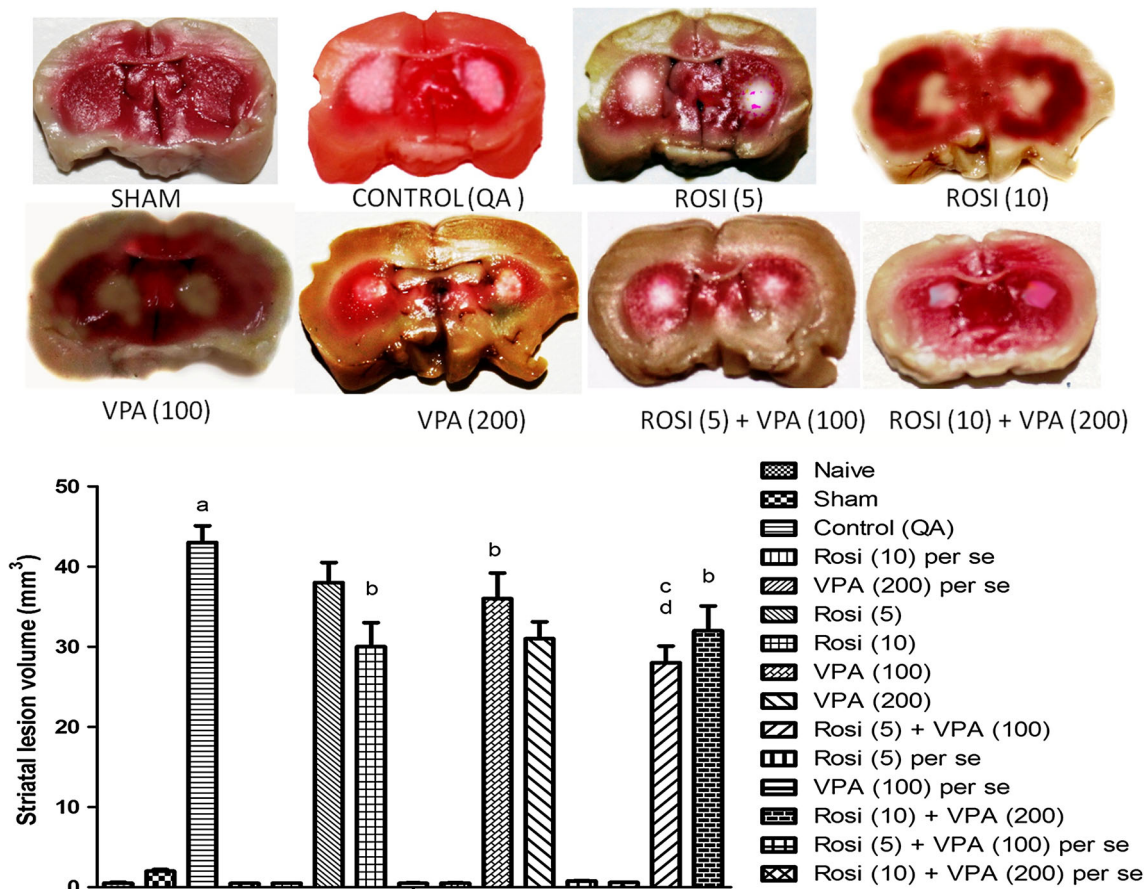 SHAM CONTROL (QA ) ROSI (5) ROSI (10)
VPA (100) VPA (200) ROSI (5) + VPA (100) ROSI (10) + VPA (200)
Striatal lesion volume (mm³)
50
40
30
20
10
0
a
b
b
c
d
b
Naive
Sham
Control (QA)
Rosi (10) per se
VPA (200) per se
Rosi (5)
Rosi (10)
VPA (100)
VPA (200)
Rosi (5) + VPA (100)
Rosi (5) per se
VPA (100) per se
Rosi (10) + VPA (200)
Rosi (5) + VPA (100) per se
Rosi (10) + VPA (200) per se